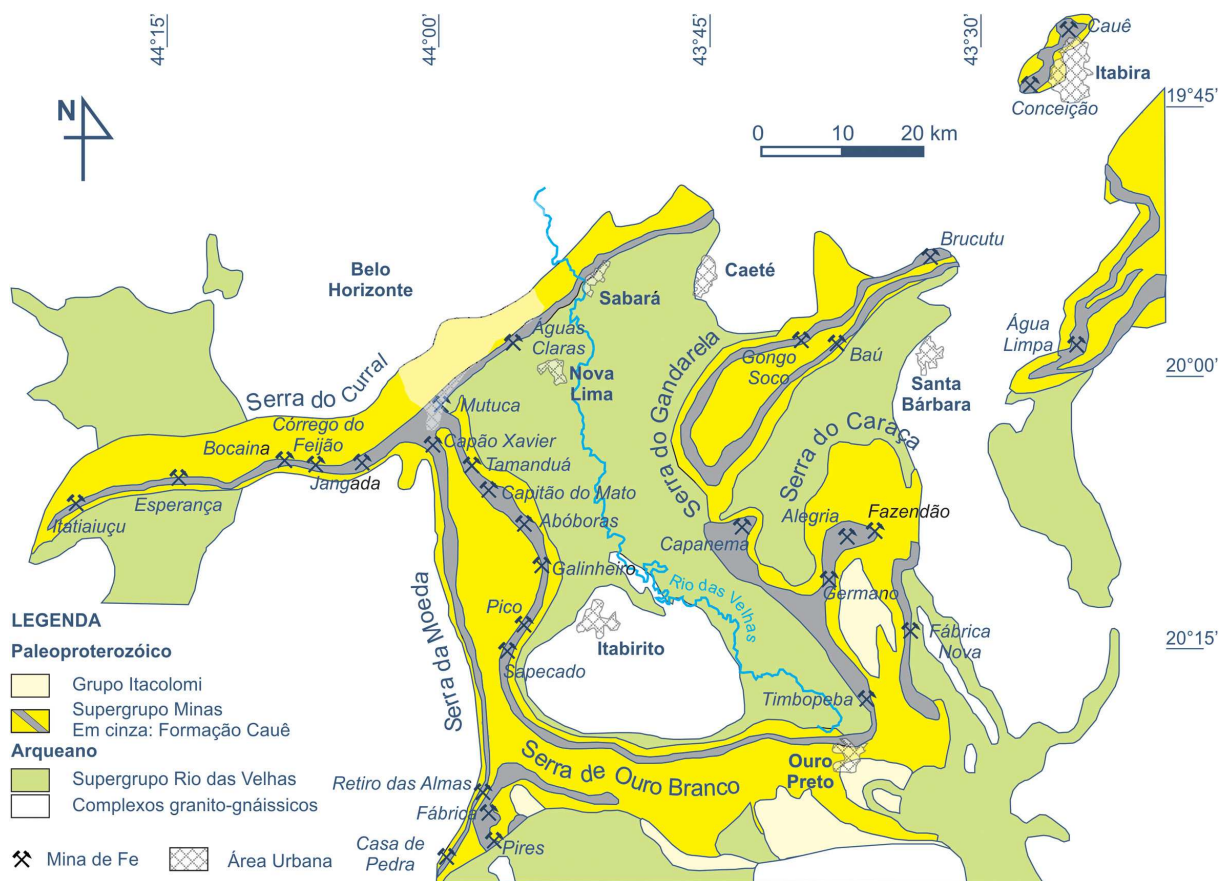 44°15'
44°00'
43°45'
43°30'
Cauê
Itabira
Conceição
19°45'
N
0 10 20 km
Brucutu
Belo
Horizonte
Caeté
Sabará
Águas
Claras
Gongo
Soco
Baú
Água
Limpa
Nova
Lima
Santa
Bárbara
20°00'
Serra do Curral
Serra do Gandarela
Serra do Caraça
Mutuca
Córrego do
Feijão
Bocaina
Capão Xavier
Jangada
Tamanduá
Esperança
Capitão do Mato
Itatiaiuçu
Abóboras
Alegria
Fazendão
Capanema
Galinheiro
Rio das Velhas
Germano
Serra da Moeda
Pico
Itabirito
Fábrica
Nova
20°15'
Sapecado
Timbopeba
Serra de Ouro Branco
Ouro
Preto
Retiro das Almas
Fábrica
Casa de
Pedra
Pires
LEGENDA
Paleoproterozóico
Grupo Itacolomi
Supergrupo Minas
Em cinza: Formação Cauê
Arqueano
Supergrupo Rio das Velhas
Complexos granito-gnáissicos
Mina de Fe
Área Urbana